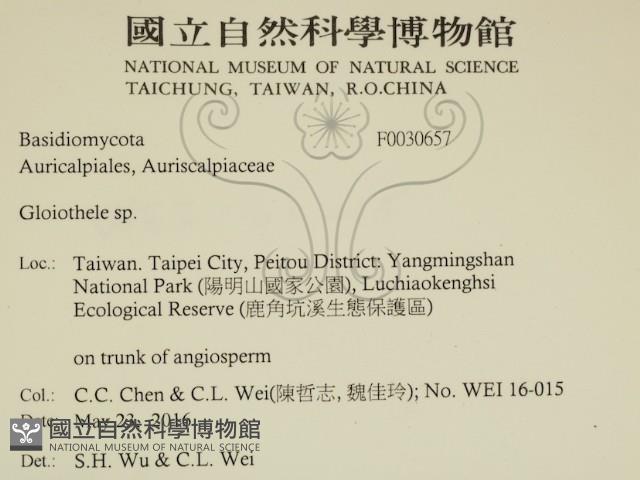 國立自然科學博物館
NATIONAL MUSEUM OF NATURAL SCIENCE
TAICHUNG, TAIWAN, R.O.CHINA
Basidiomycota F0030657
Auricalpiales, Auriscalpiaceae
Gloiothele sp.
Loc.: Taiwan. Taipei City, Peitou District: Yangmingshan
National Park (陽明山國家公園), Luchiaokenghsi
Ecological Reserve (鹿角坑溪生態保護區)
on trunk of angiosperm
Col.: C.C. Chen & C.L. Wei(陳哲志, 魏佳玲); No. WEI 16-015
Date: May 23, 2016
國立自然科學博物館
NATIONAL MUSEUM OF NATURAL SCIENCE
Det.: S.H. Wu & C.L. Wei